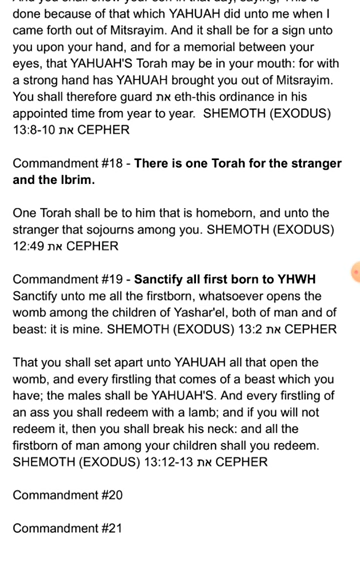 done because of that which YAHUAH did unto me when I
came forth out of Mitsrayim. And it shall be for a sign unto
you upon your hand, and for a memorial between your
eyes, that YAHUAH'S Torah may be in your mouth: for with
a strong hand has YAHUAH brought you out of Mitsrayim.
You shall therefore guard את eth-this ordinance in his
appointed time from year to year. SHEMOTH (EXODUS)
13:8-10 את CEPHER
Commandment #18 - There is one Torah for the stranger
and the Ibrim.
One Torah shall be to him that is homeborn, and unto the
stranger that sojourns among you. SHEMOTH (EXODUS)
12:49 את CEPHER
Commandment #19 - Sanctify all first born to YHWH
Sanctify unto me all the firstborn, whatsoever opens the
womb among the children of Yashar'el, both of man and of
beast: it is mine. SHEMOTH (EXODUS) 13:2 את CEPHER
That you shall set apart unto YAHUAH all that open the
womb, and every firstling that comes of a beast which you
have; the males shall be YAHUAH'S. And every firstling of
an ass you shall redeem with a lamb; and if you will not
redeem it, then you shall break his neck: and all the
firstborn of man among your children shall you redeem.
SHEMOTH (EXODUS) 13:12-13 את CEPHER
Commandment #20
Commandment #21